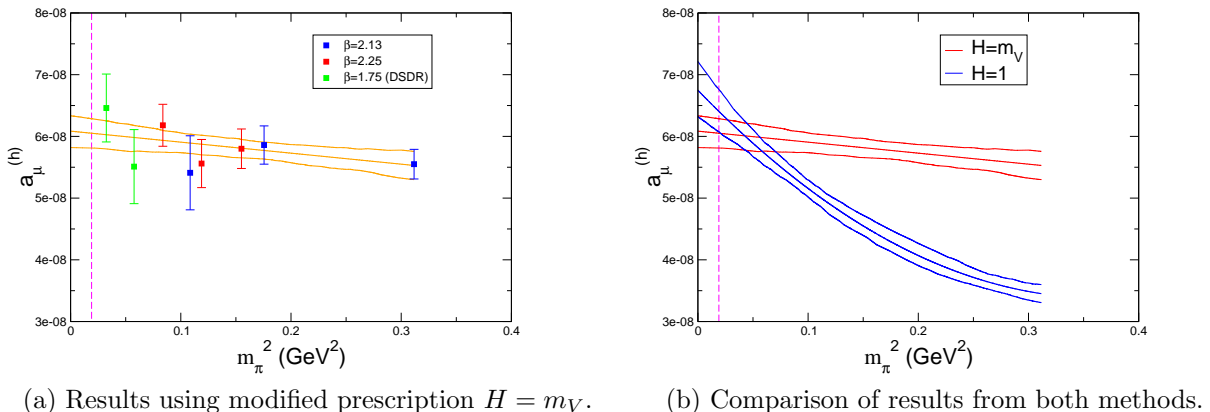 8e-08
7e-08
6e-08
5e-08
4e-08
3e-08
a_μ^(h)
β=2.13
β=2.25
β=1.75 (DSDR)
0 0.1 0.2 0.3 0.4
m_π^2 (GeV^2)
(a) Results using modified prescription H = m_V.
8e-08
7e-08
6e-08
5e-08
4e-08
3e-08
a_μ^(h)
H=m_V
H=1
0 0.1 0.2 0.3 0.4
m_π^2 (GeV^2)
(b) Comparison of results from both methods.